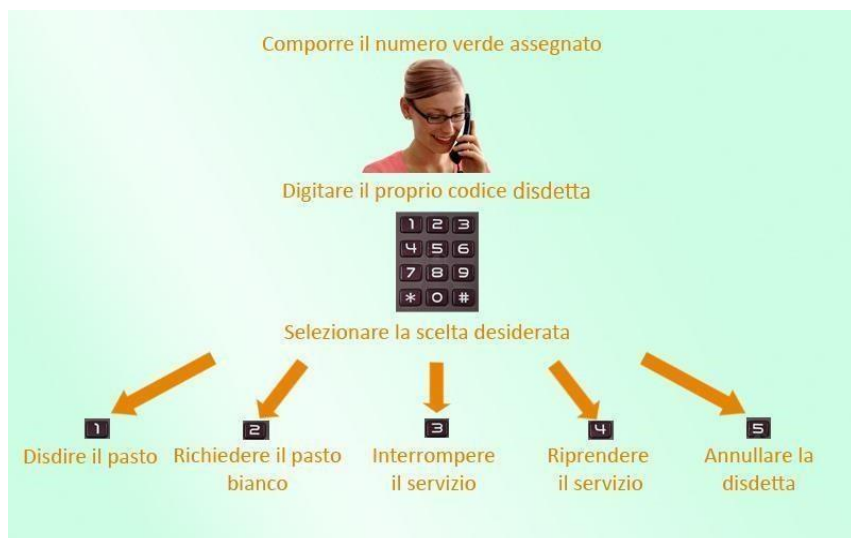 Comporre il numero verde assegnato
Digitare il proprio codice disdetta
1 2 3
4 5 6
7 8 9
* 0 #
Selezionare la scelta desiderata
1
Disdire il pasto
2
Richiedere il pasto
bianco
3
Interrompere
il servizio
4
Riprendere
il servizio
5
Annullare la
disdetta